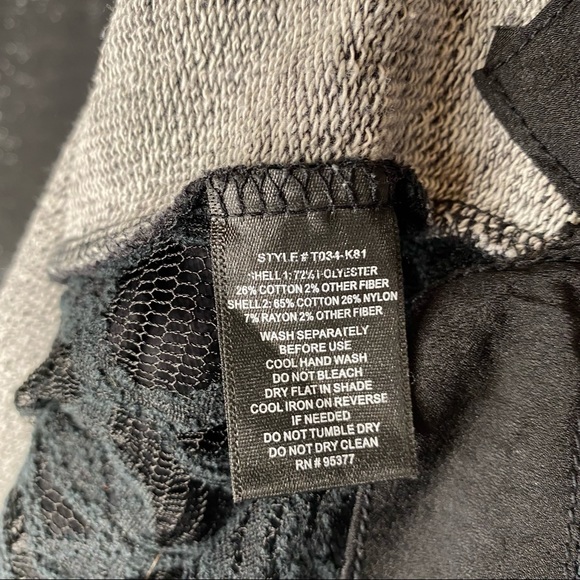 STYLE # T034-K81
SHELL 1: 72% POLYESTER
26% COTTON 2% OTHER FIBER
SHELL 2: 65% COTTON 26% NYLON
7% RAYON 2% OTHER FIBER
WASH SEPARATELY
BEFORE USE
COOL HAND WASH
DO NOT BLEACH
DRY FLAT IN SHADE
COOL IRON ON REVERSE
IF NEEDED
DO NOT TUMBLE DRY
DO NOT DRY CLEAN
RN # 95377